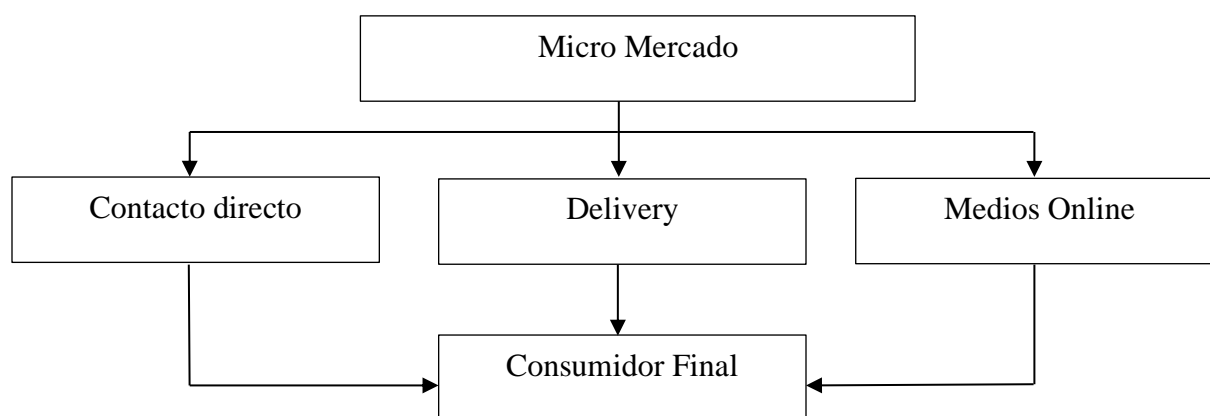 Micro Mercado
Contacto directo
Delivery
Medios Online
Consumidor Final